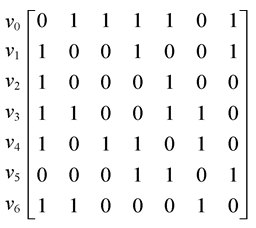 v0 0 1 1 1 1 0 1
v1 1 0 0 1 0 0 1
v2 1 0 0 0 1 0 0
v3 1 1 0 0 1 1 0
v4 1 0 1 1 0 1 0
v5 0 0 0 1 1 0 1
v6 1 1 0 0 0 1 0